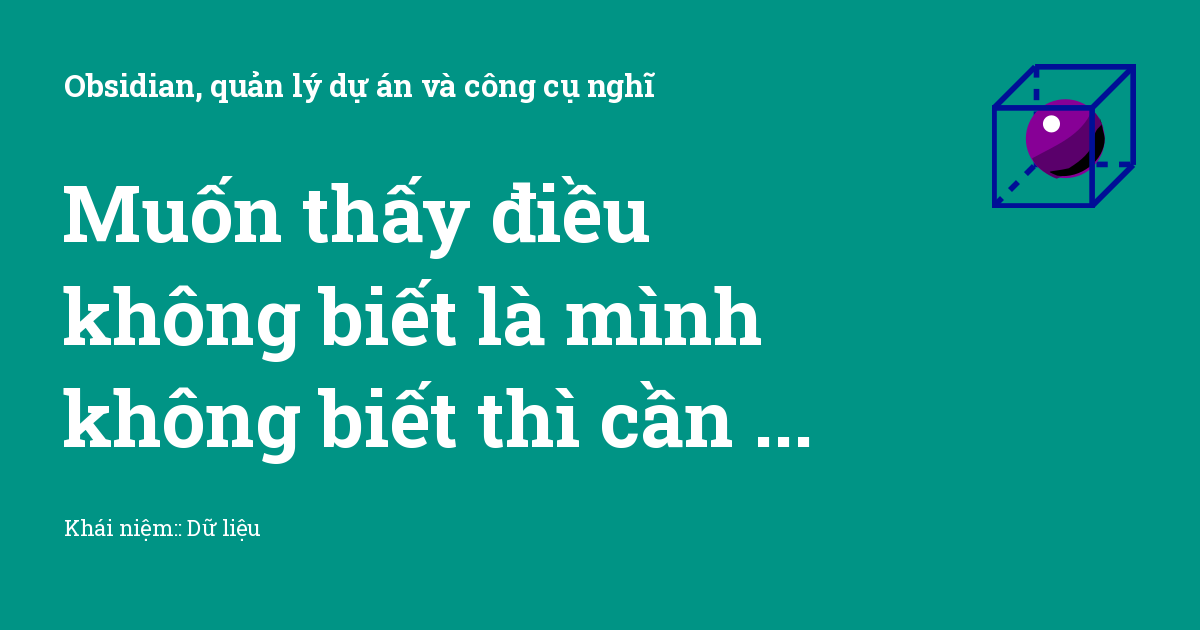 Obsidian, quản lý dự án và công cụ nghĩ
Muốn thấy điều
không biết là mình
không biết thì cần ...
Khái niệm:: Dữ liệu